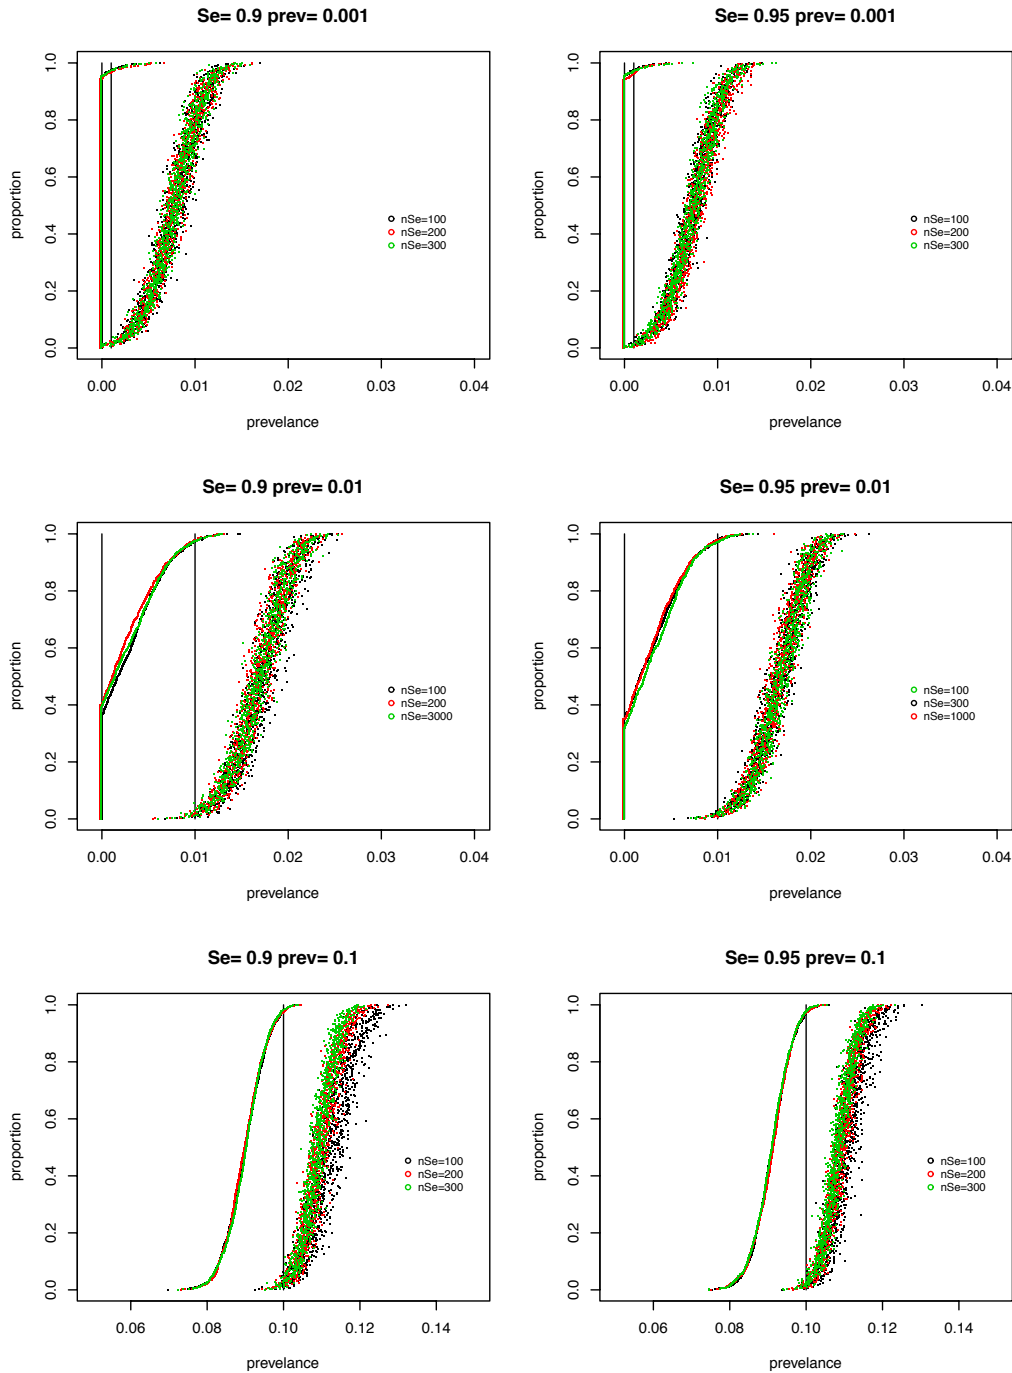 Se= 0.9 prev= 0.001
proportion
1.0
0.8
0.6
0.4
0.2
0.0
nSe=100
nSe=200
nSe=300
0.00 0.01 0.02 0.03 0.04
prevelance
Se= 0.95 prev= 0.001
proportion
1.0
0.8
0.6
0.4
0.2
0.0
nSe=100
nSe=200
nSe=300
0.00 0.01 0.02 0.03 0.04
prevelance
Se= 0.9 prev= 0.01
proportion
1.0
0.8
0.6
0.4
0.2
0.0
nSe=100
nSe=200
nSe=3000
0.00 0.01 0.02 0.03 0.04
prevelance
Se= 0.95 prev= 0.01
proportion
1.0
0.8
0.6
0.4
0.2
0.0
nSe=100
nSe=300
nSe=1000
0.00 0.01 0.02 0.03 0.04
prevelance
Se= 0.9 prev= 0.1
proportion
1.0
0.8
0.6
0.4
0.2
0.0
nSe=100
nSe=200
nSe=300
0.06 0.08 0.10 0.12 0.14
prevelance
Se= 0.95 prev= 0.1
proportion
1.0
0.8
0.6
0.4
0.2
0.0
nSe=100
nSe=200
nSe=300
0.06 0.08 0.10 0.12 0.14
prevelance